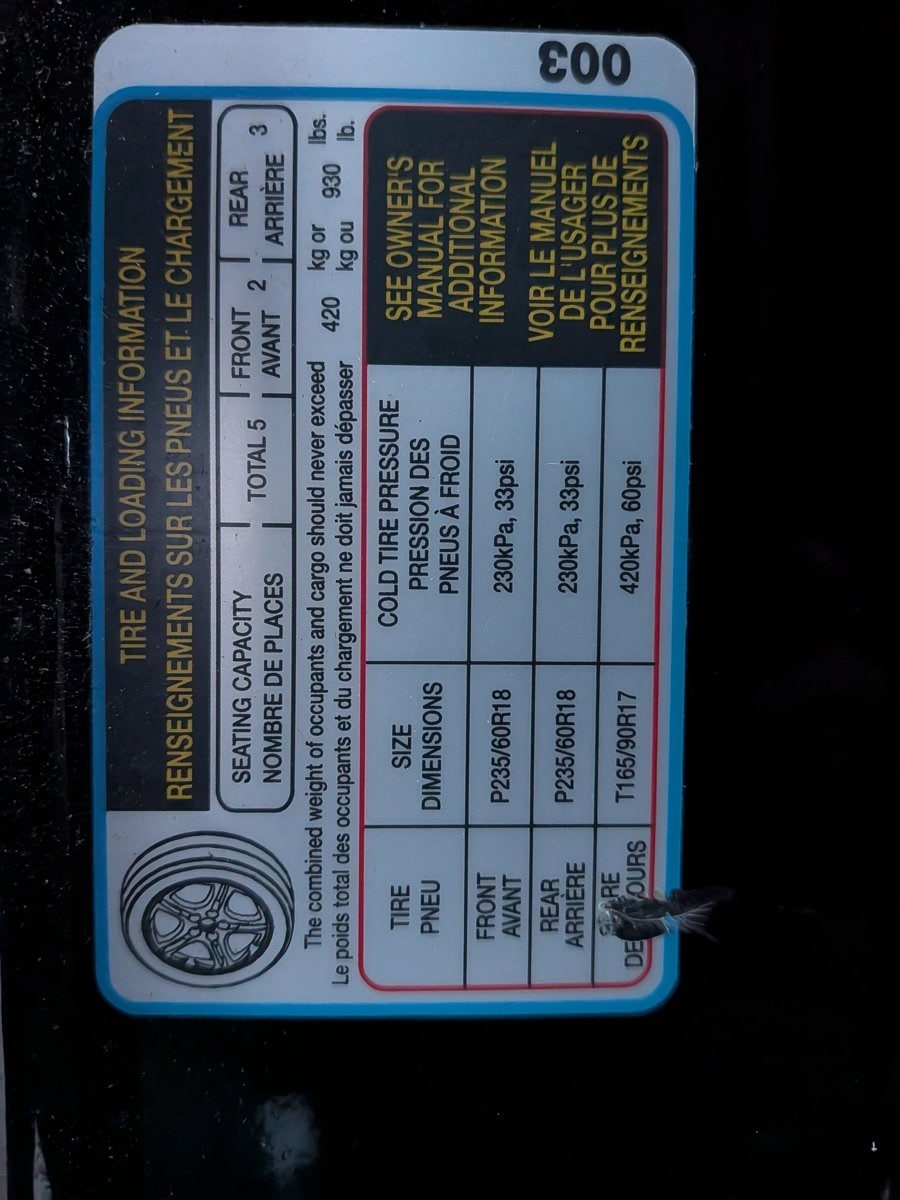 003
TIRE AND LOADING INFORMATION
RENSEIGNEMENTS SUR LES PNEUS ET LE CHARGEMENT
SEATING CAPACITY TOTAL 5 FRONT 2 REAR 3
NOMBRE DE PLACES AVANT ARRIÈRE
The combined weight of occupants and cargo should never exceed 420 kg or 930 lbs.
Le poids total des occupants et du chargement ne doit jamais dépasser kg ou lb.
TIRE SIZE COLD TIRE PRESSURE
PNEU DIMENSIONS PRESSION DES
PNEUS À FROID
FRONT P235/60R18 230kPa, 33psi
AVANT
REAR P235/60R18 230kPa, 33psi
ARRIÈRE
T165/90R17 420kPa, 60psi
DE
SEE OWNER'S
MANUAL FOR
ADDITIONAL
INFORMATION
VOIR LE MANUEL
DE L'USAGER
POUR PLUS DE
RENSEIGNEMENTS